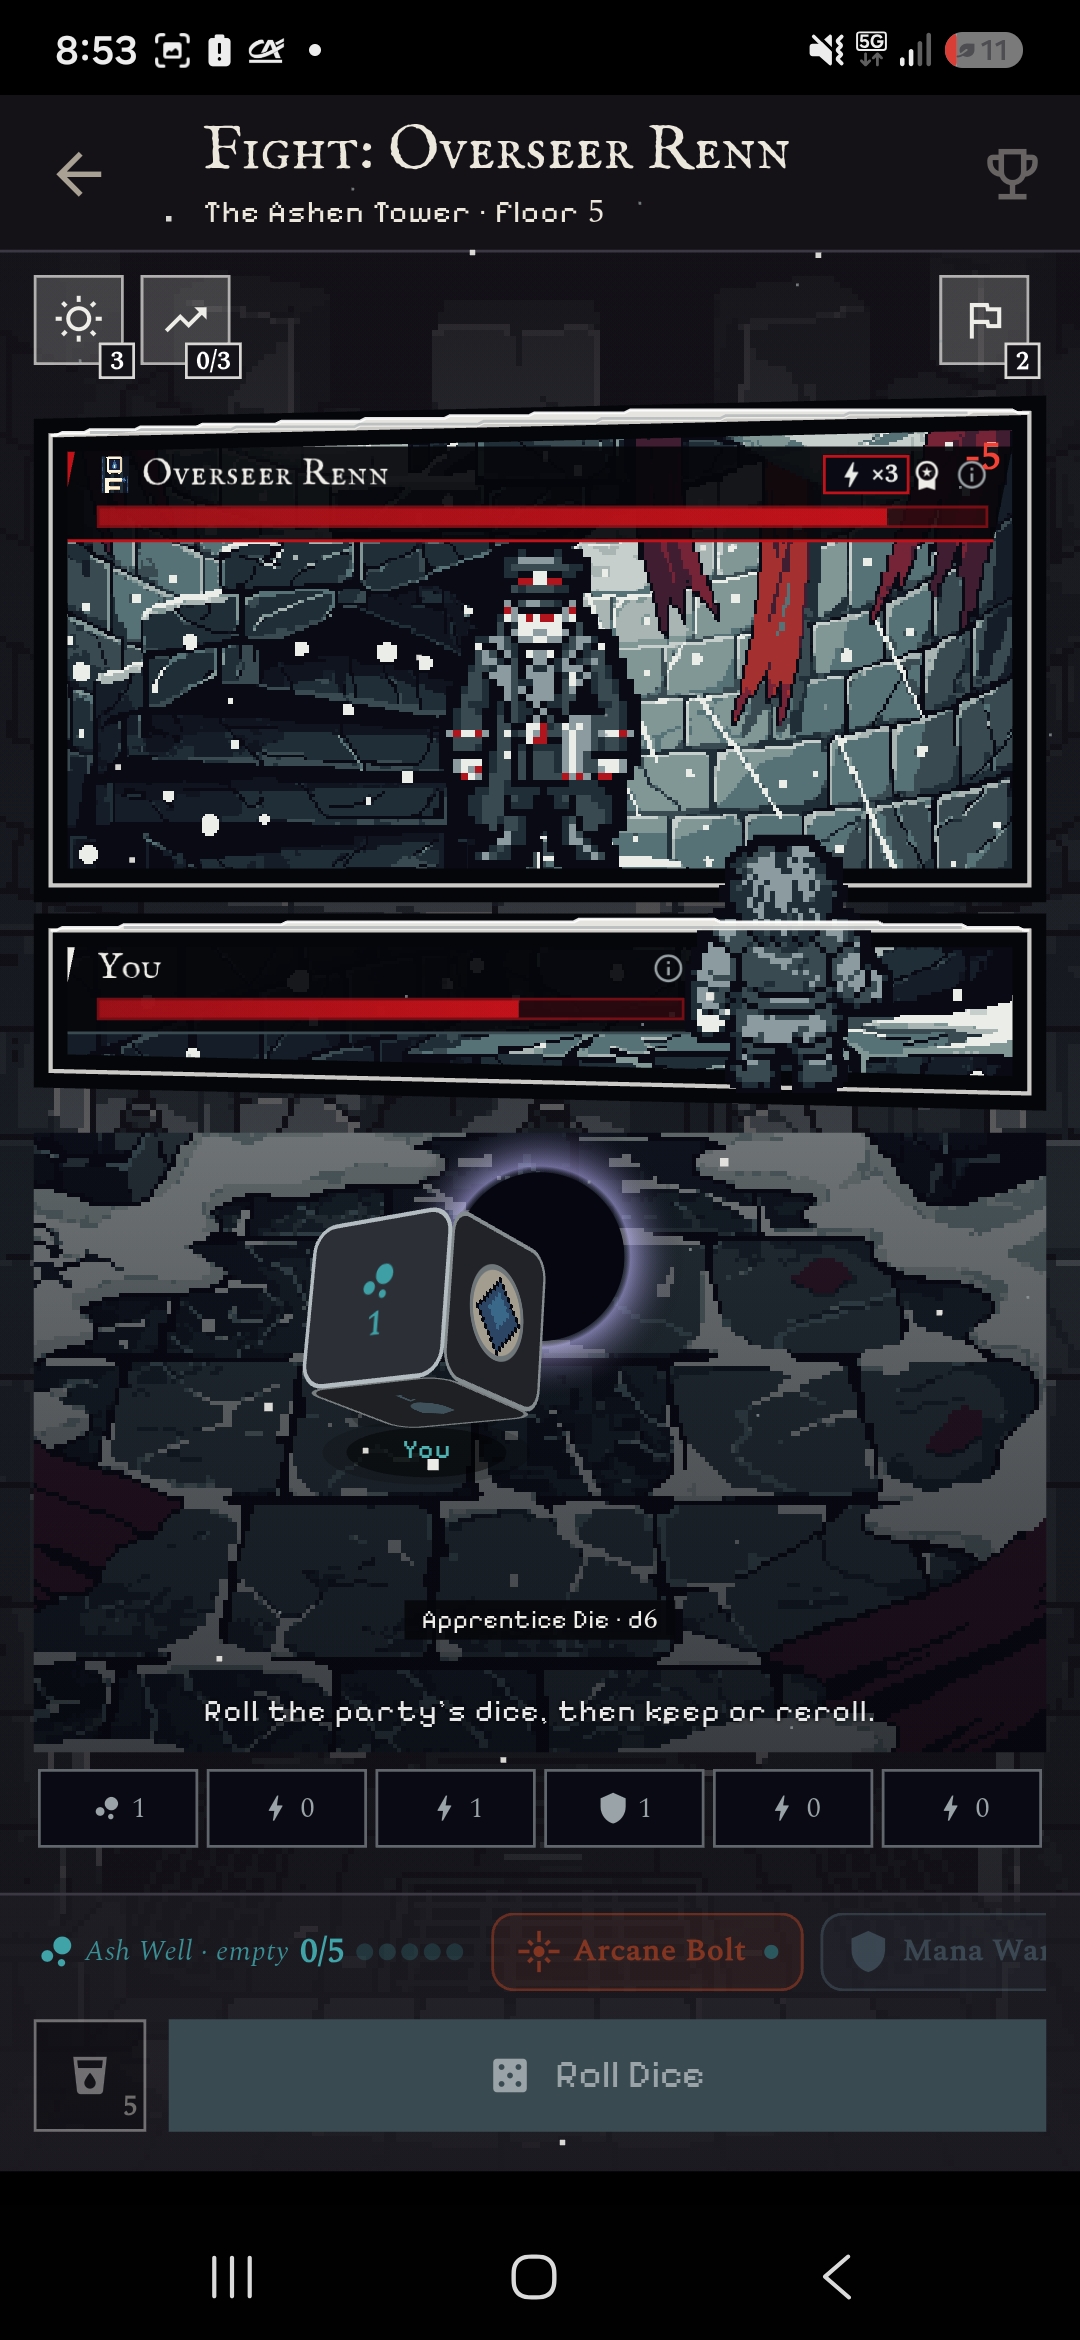 8:53
5G
11
Fight: Overseer Renn
The Ashen Tower · Floor 5
3
0/3
2
Overseer Renn
×3
-5
You
1
You
Apprentice Die · d6
Roll the party's dice, then keep or reroll.
1
0
1
1
0
0
Ash Well · empty 0/5
Arcane Bolt
Mana
5
Roll Dice